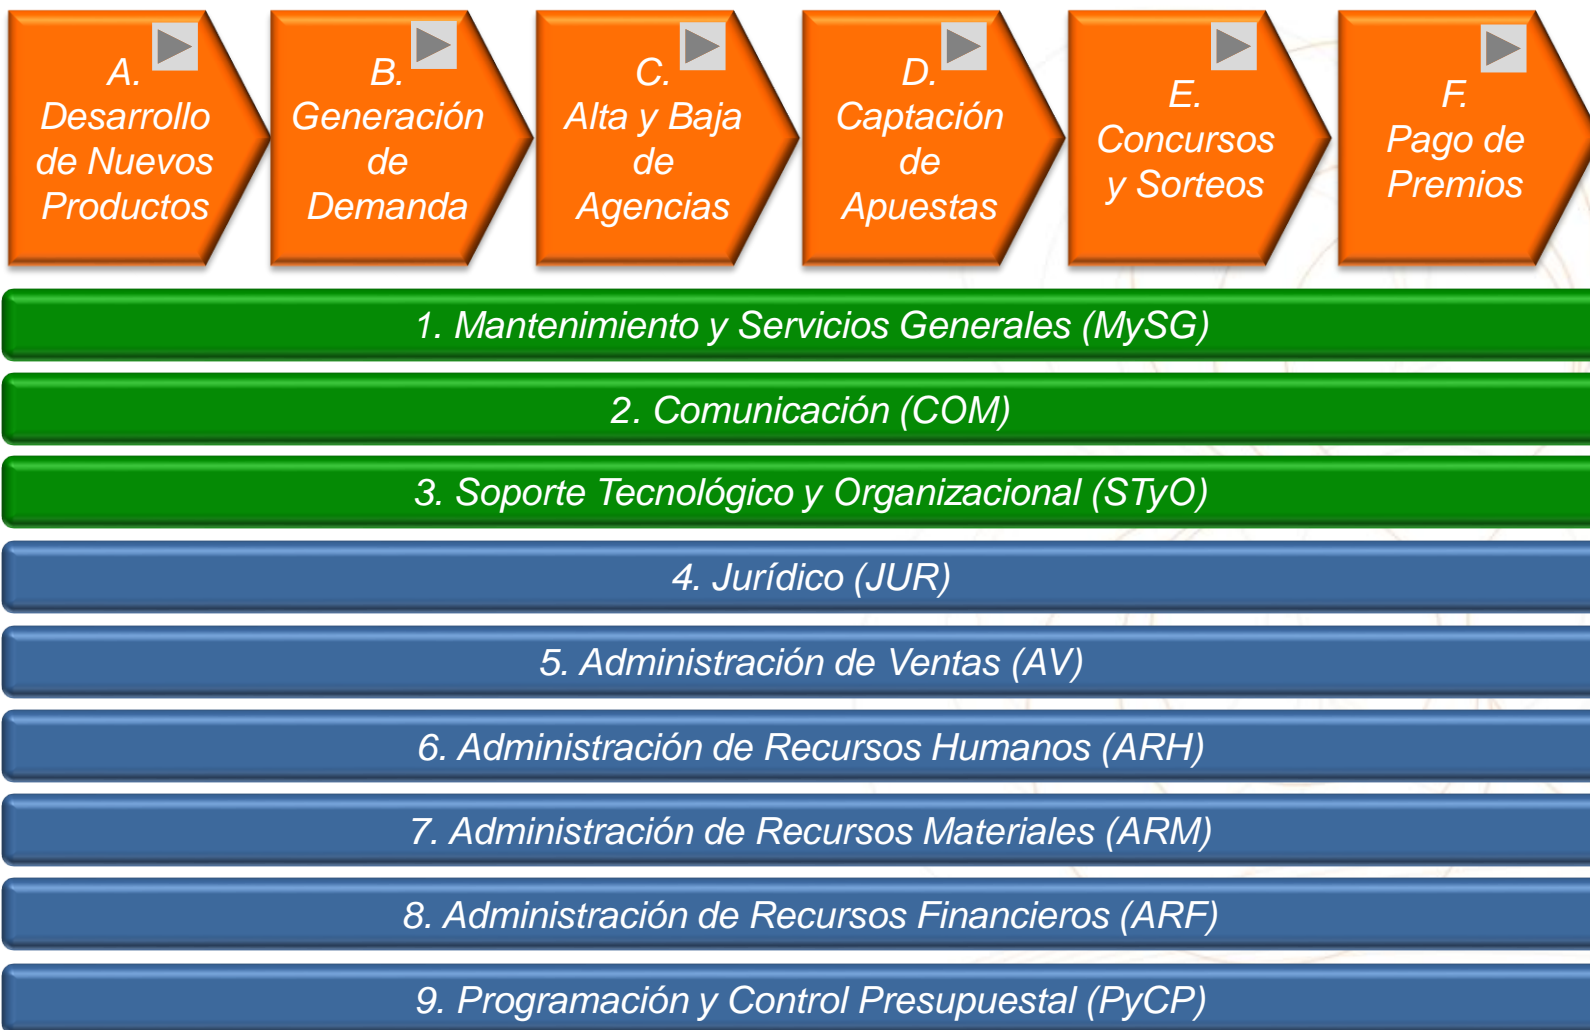 A.
Desarrollo
de Nuevos
Productos
B.
Generación
de
Demanda
C.
Alta y Baja
de
Agencias
D.
Captación
de
Apuestas
E.
Concursos
y Sorteos
F.
Pago de
Premios
1. Mantenimiento y Servicios Generales (MySG)
2. Comunicación (COM)
3. Soporte Tecnológico y Organizacional (STyO)
4. Jurídico (JUR)
5. Administración de Ventas (AV)
6. Administración de Recursos Humanos (ARH)
7. Administración de Recursos Materiales (ARM)
8. Administración de Recursos Financieros (ARF)
9. Programación y Control Presupuestal (PyCP)